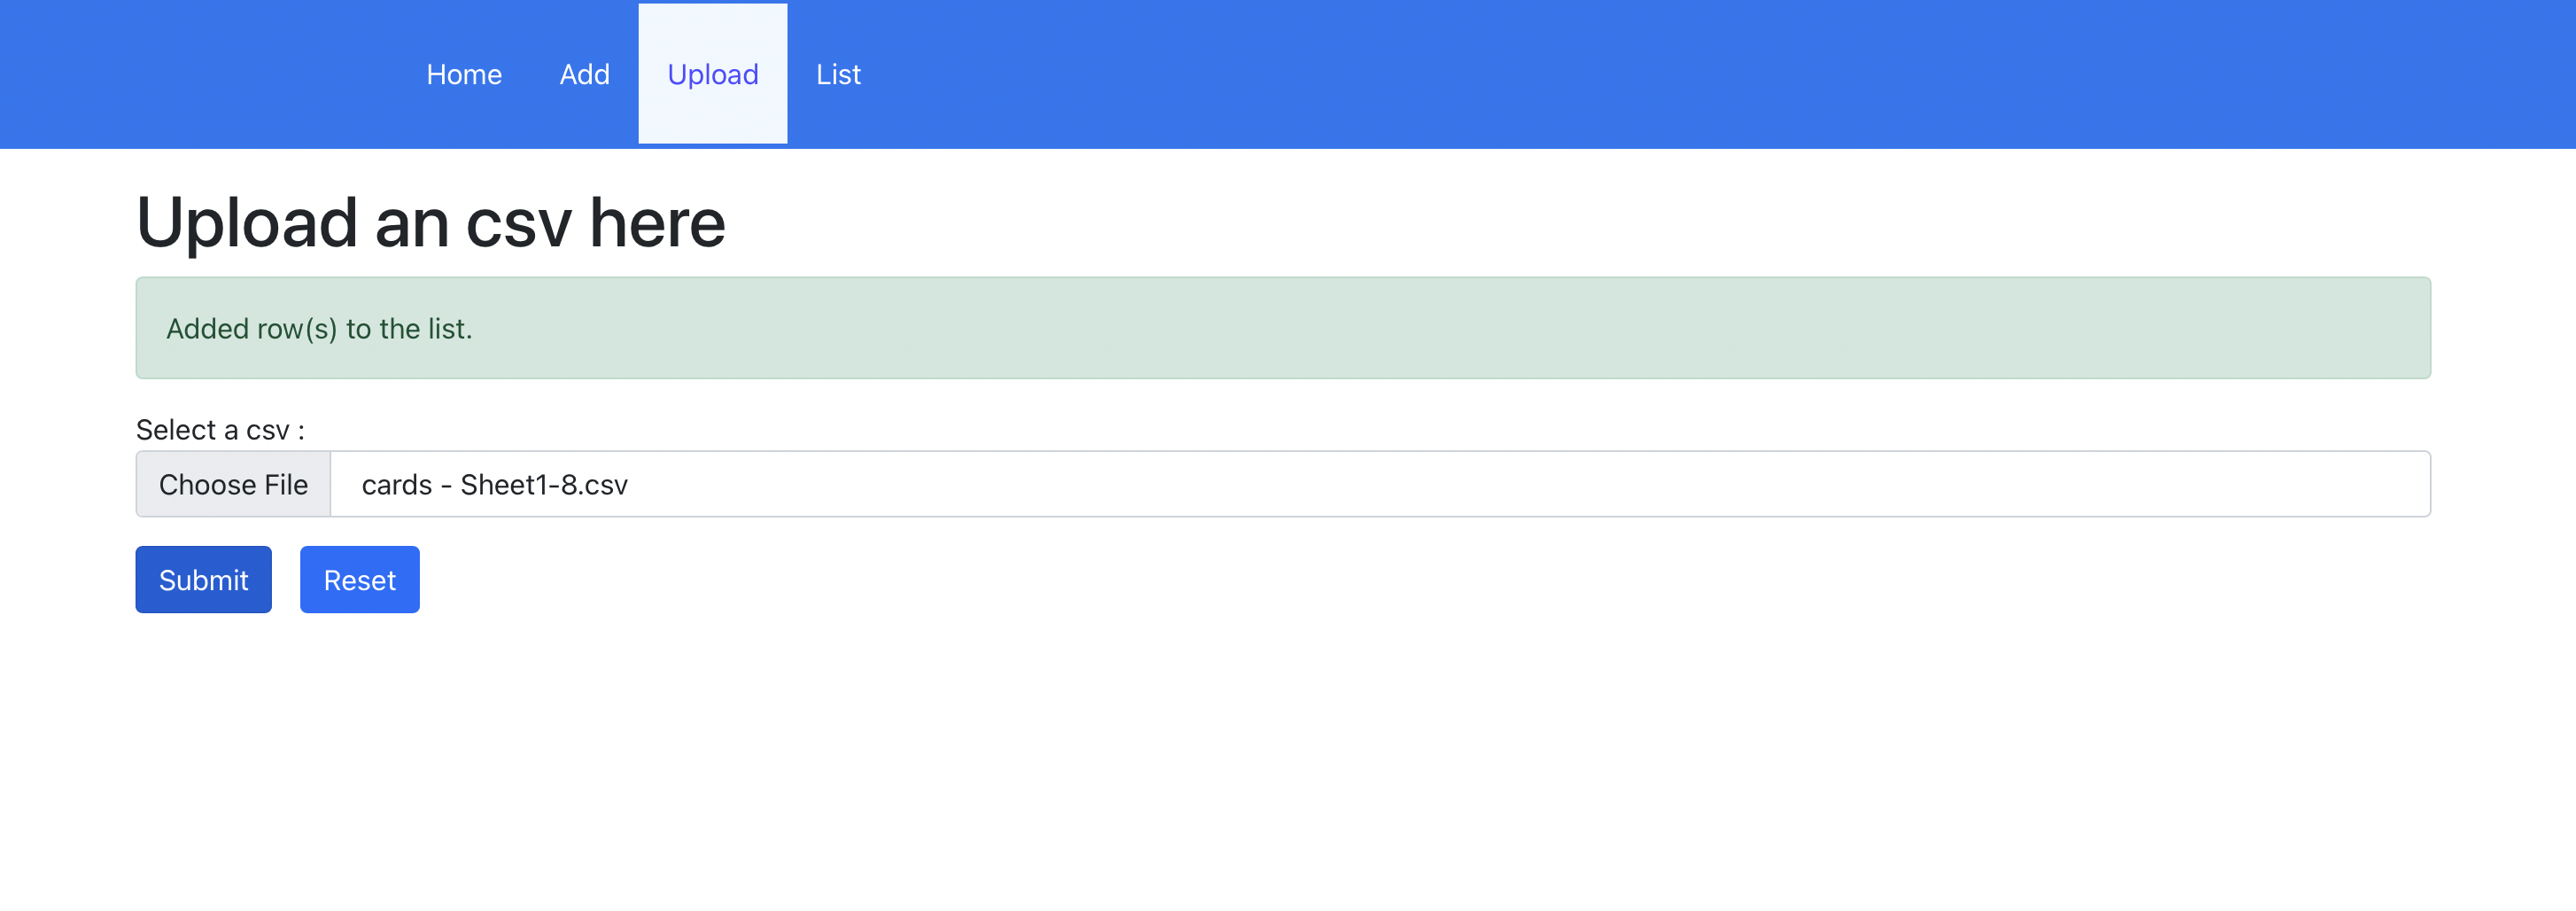 Home Add Upload List
Upload an csv here
Added row(s) to the list.
Select a csv :
Choose File cards - Sheet1-8.csv
Submit Reset